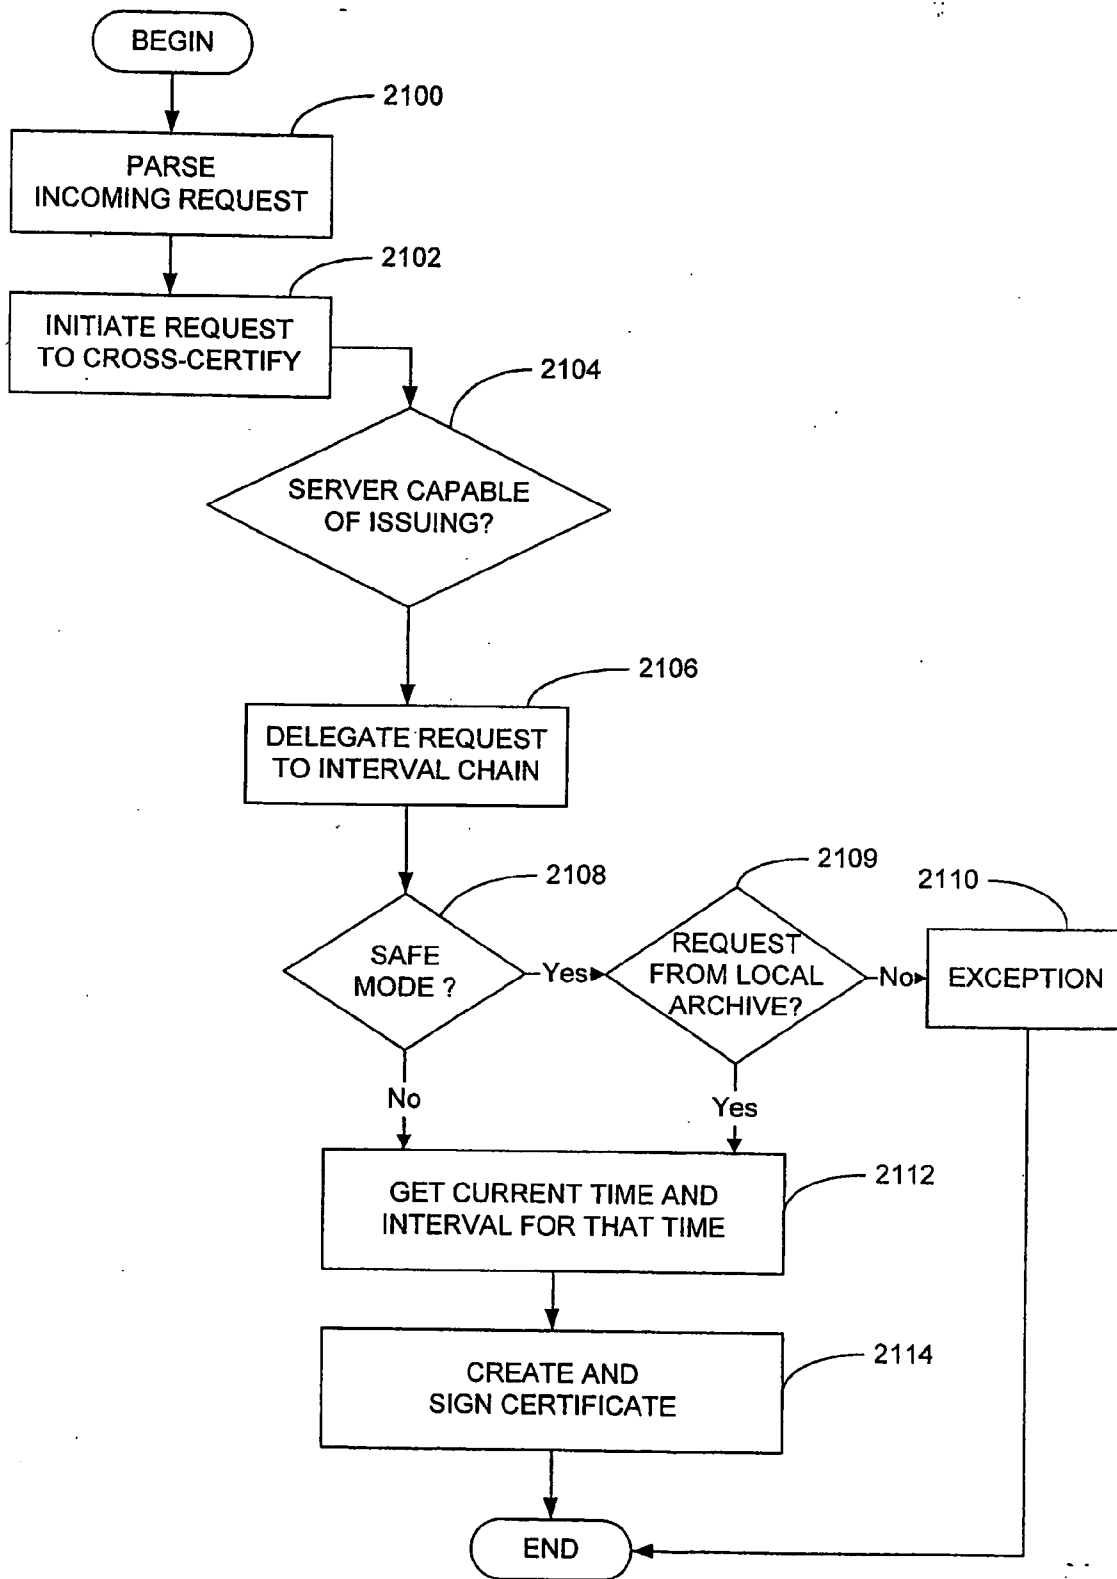 BEGIN
2100
PARSE
INCOMING REQUEST
2102
INITIATE REQUEST
TO CROSS-CERTIFY
2104
SERVER CAPABLE
OF ISSUING?
2106
DELEGATE REQUEST
TO INTERVAL CHAIN
2108
SAFE
MODE ?
Yes
2109
REQUEST
FROM LOCAL
ARCHIVE?
No
2110
EXCEPTION
No
Yes
2112
GET CURRENT TIME AND
INTERVAL FOR THAT TIME
2114
CREATE AND
SIGN CERTIFICATE
END